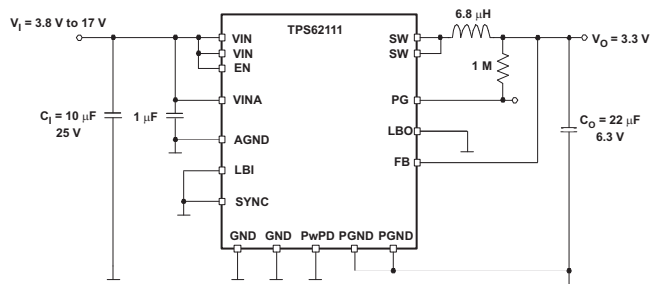 V_I = 3.8 V to 17 V
TPS62111
6.8 μH
VIN
SW
VIN
SW
V_O = 3.3 V
EN
1 M
VINA
PG
C_I = 10 μF
25 V
1 μF
C_O = 22 μF
6.3 V
AGND
LBO
LBI
FB
SYNC
GND
GND
PwPD
PGND
PGND